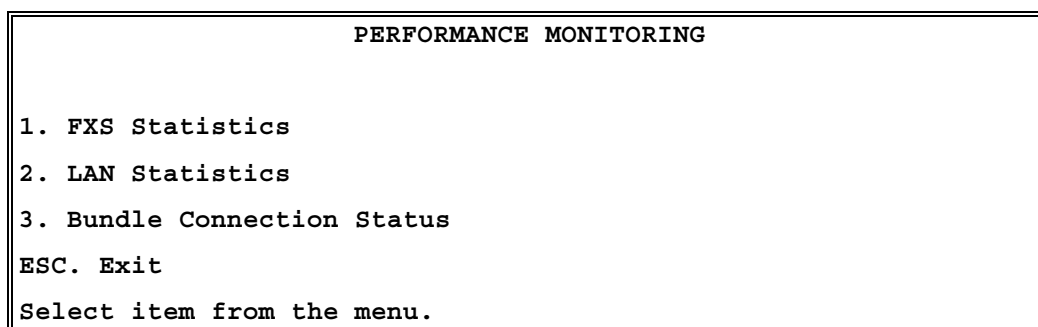 PERFORMANCE MONITORING
1. FXS Statistics
2. LAN Statistics
3. Bundle Connection Status
ESC. Exit
Select item from the menu.